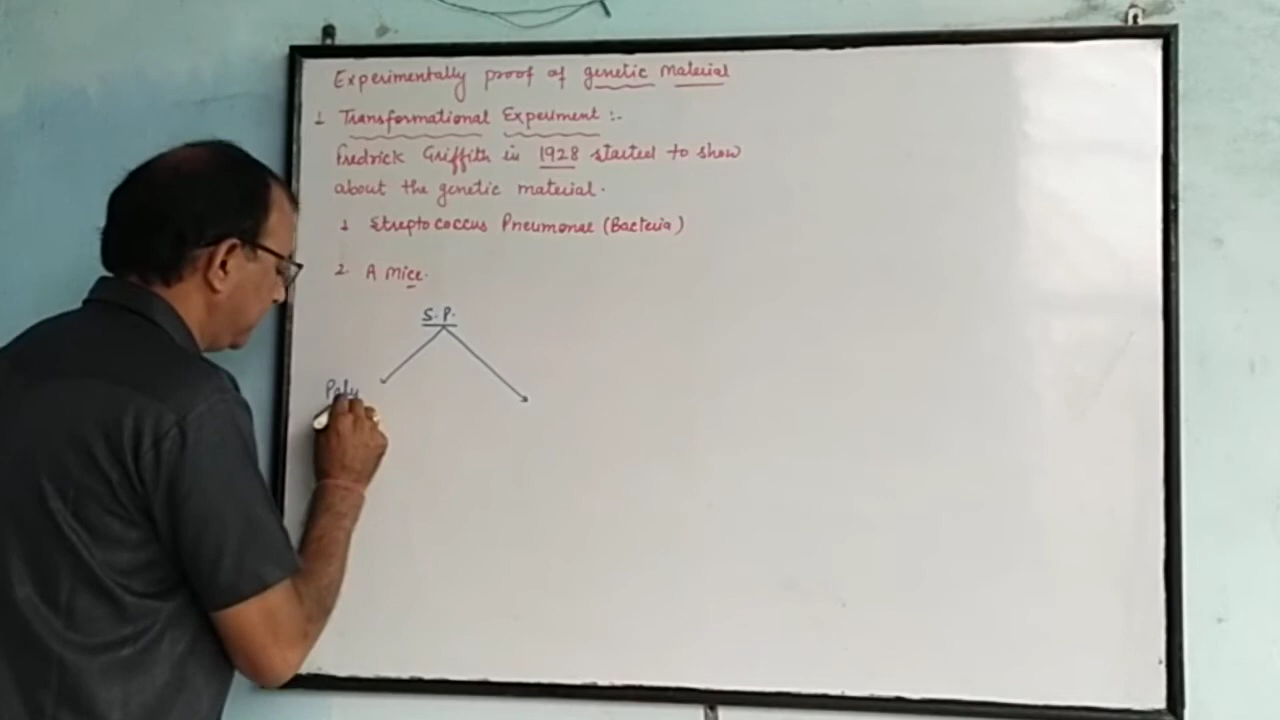 Experimentally proof of genetic Material
1 Transformational Experiment :-
Fredrick Griffith in 1928 started to show
about the genetic material.
1 Streptococcus Pneumonae (Bacteria)
2. A mice.
S.P.
Poly